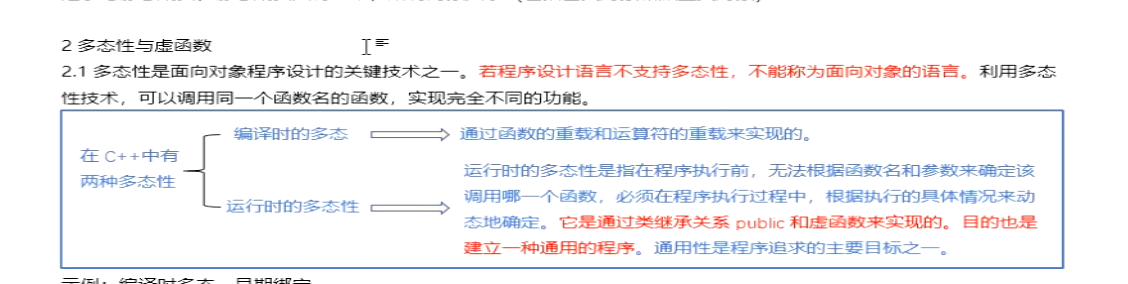 2 多态性与虚函数
2.1 多态性是面向对象程序设计的关键技术之一。若程序设计语言不支持多态性，不能称为面向对象的语言。利用多态
性技术，可以调用同一个函数名的函数，实现完全不同的功能。
在 C++中有
两种多态性
编译时的多态
通过函数的重载和运算符的重载来实现的。
运行时的多态性
运行时的多态性是指在程序执行前，无法根据函数名和参数来确定该
调用哪一个函数，必须在程序执行过程中，根据执行的具体情况来动
态地确定。它是通过类继承关系 public 和虚函数来实现的。目的也是
建立一种通用的程序。通用性是程序追求的主要目标之一。
示例：编译时多态，早期绑定